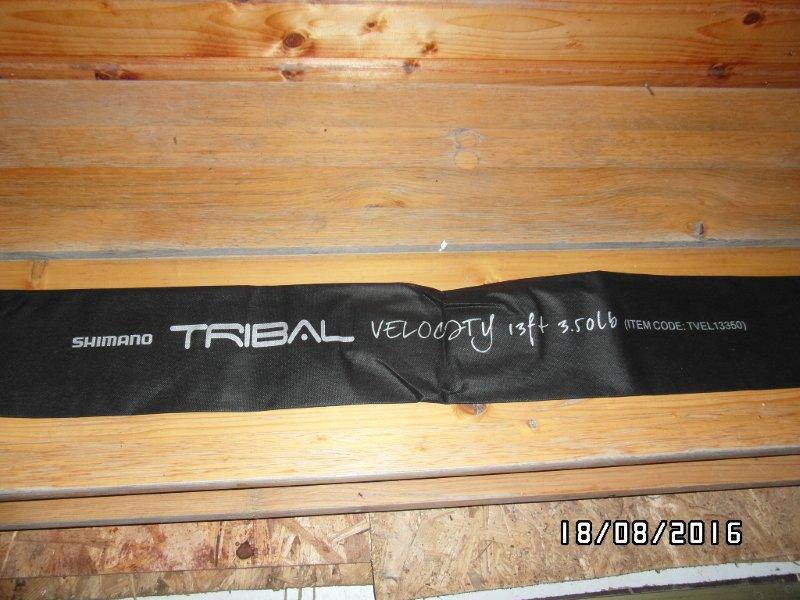 SHIMANO TRIBAL VELOCITY 13ft 3.50lb (ITEM CODE: TVEL13350)
18/08/2016